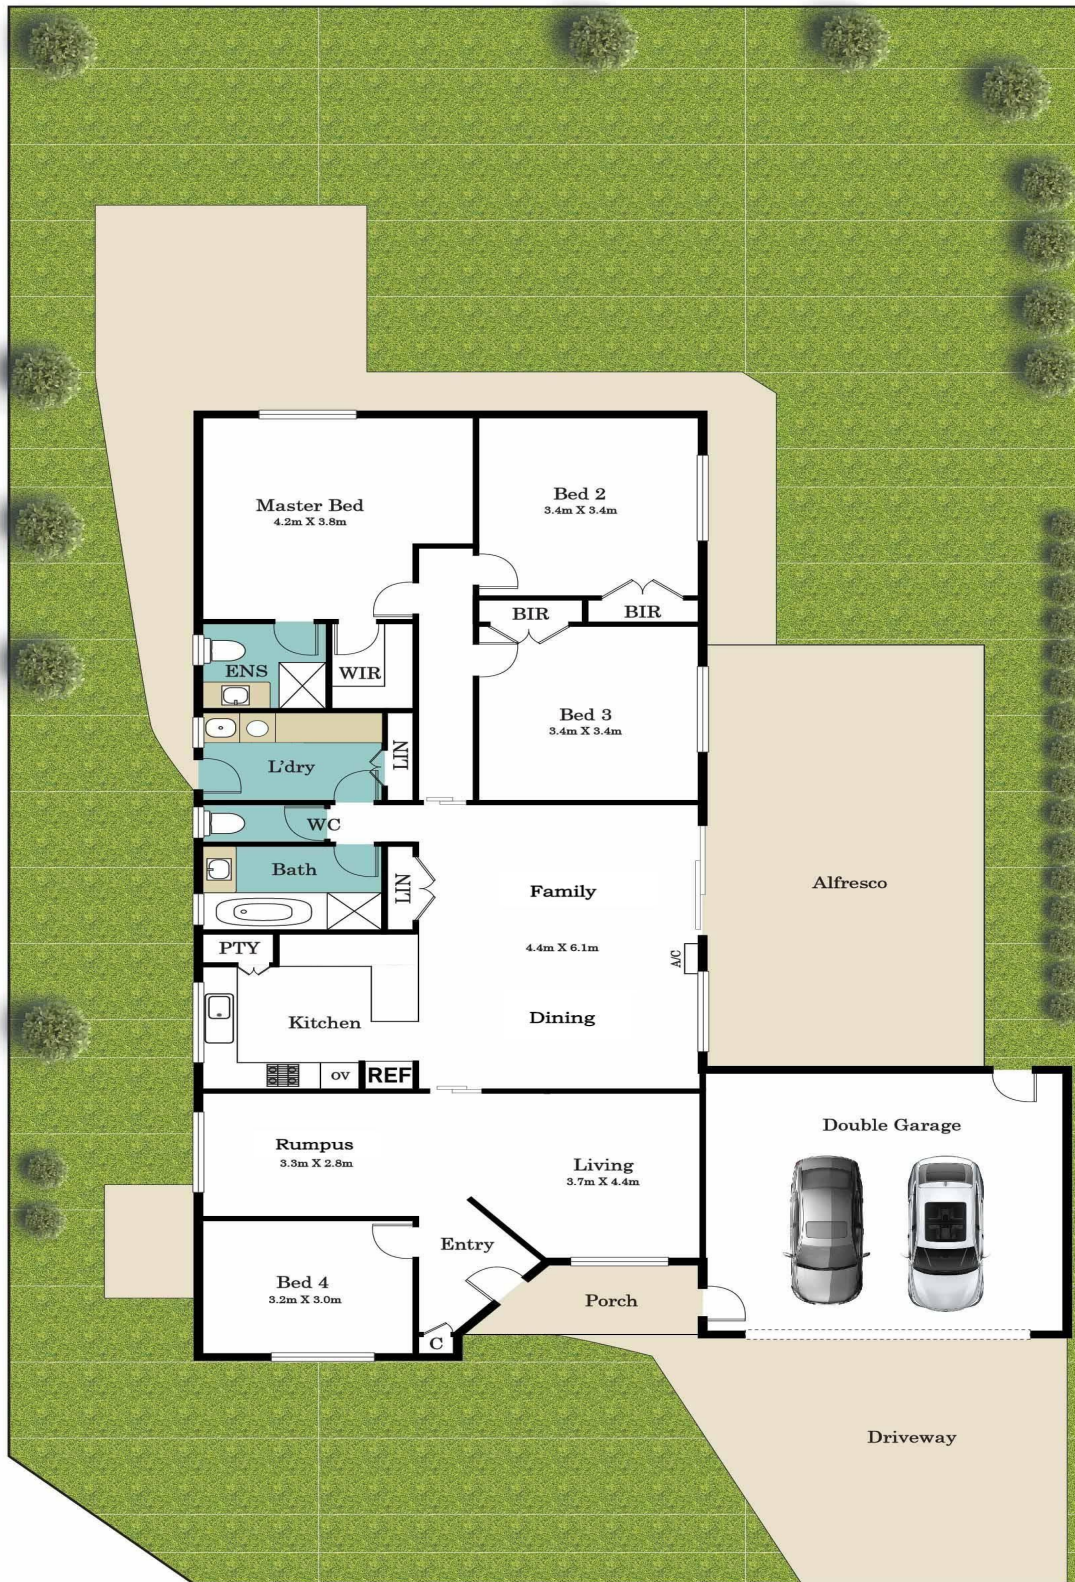 Master Bed
4.2m X 3.8m
Bed 2
3.4m X 3.4m
BIR
BIR
ENS
WIR
Bed 3
3.4m X 3.4m
L'dry
LIN
WC
Bath
LIN
Family
4.4m X 6.1m
Dining
A/C
Alfresco
PTY
Kitchen
OV
REF
Rumpus
3.3m X 2.8m
Living
3.7m X 4.4m
Double Garage
Entry
Bed 4
3.2m X 3.0m
Porch
C
Driveway